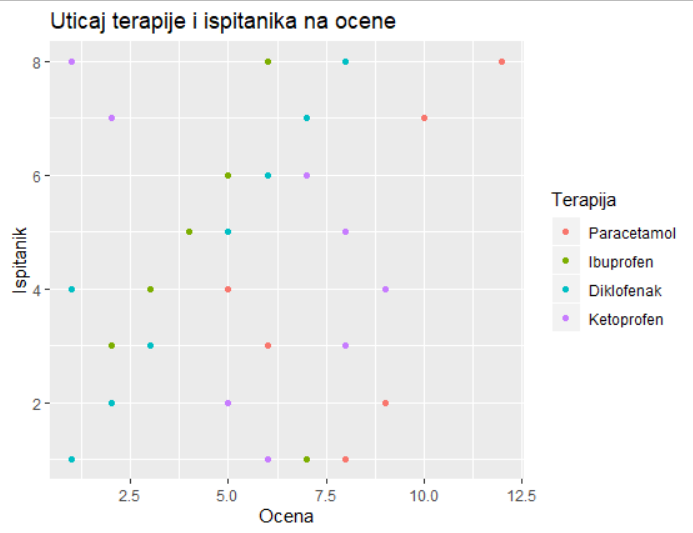 Uticaj terapije i ispitanika na ocene
8
6
4
2
Ispitanik
2.5 5.0 7.5 10.0 12.5
Ocena
Terapija
Paracetamol
Ibuprofen
Diklofenak
Ketoprofen